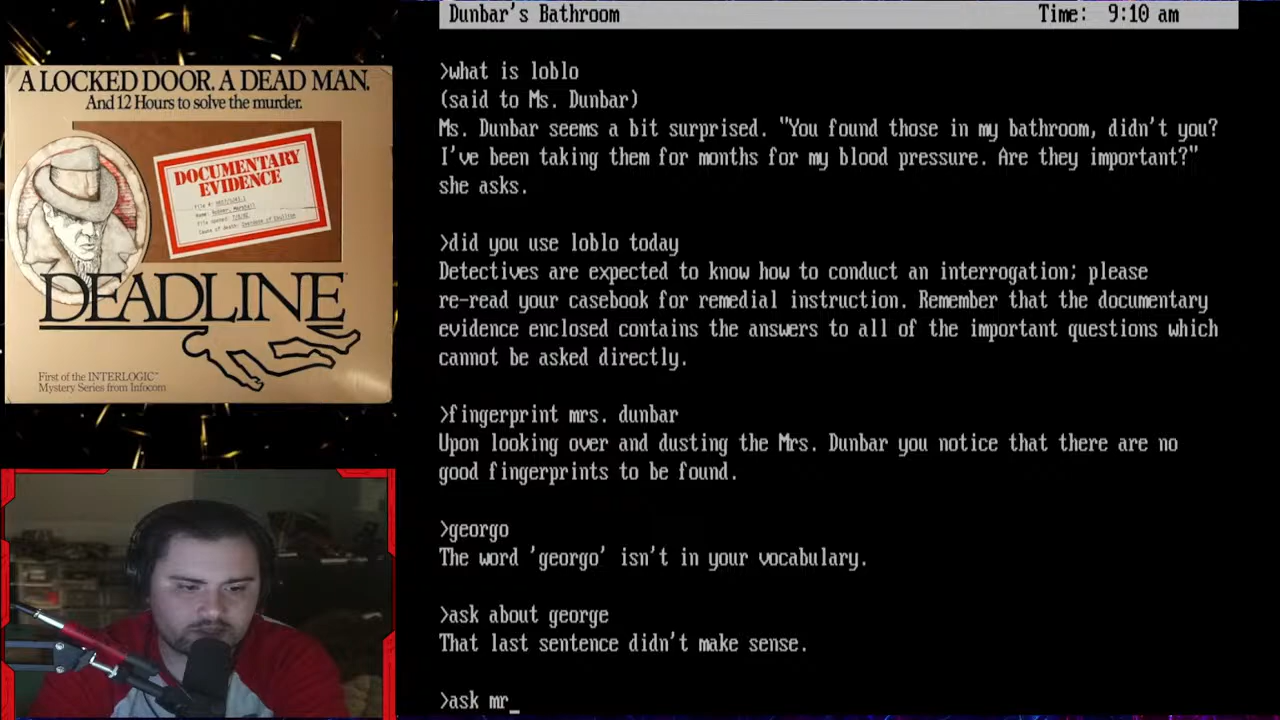 A LOCKED DOOR. A DEAD MAN.
And 12 Hours to solve the murder.
DOCUMENTARY
EVIDENCE
DEADLINE
First of the INTERLOGIC™
Mystery Series from Infocom
Dunbar's Bathroom Time: 9:10 am
>what is loblo
(said to Ms. Dunbar)
Ms. Dunbar seems a bit surprised. "You found those in my bathroom, didn't you?
I've been taking them for months for my blood pressure. Are they important?"
she asks.
>did you use loblo today
Detectives are expected to know how to conduct an interrogation; please
re-read your casebook for remedial instruction. Remember that the documentary
evidence enclosed contains the answers to all of the important questions which
cannot be asked directly.
>fingerprint mrs. dunbar
Upon looking over and dusting the Mrs. Dunbar you notice that there are no
good fingerprints to be found.
>georgo
The word 'georgo' isn't in your vocabulary.
>ask about george
That last sentence didn't make sense.
>ask mr_